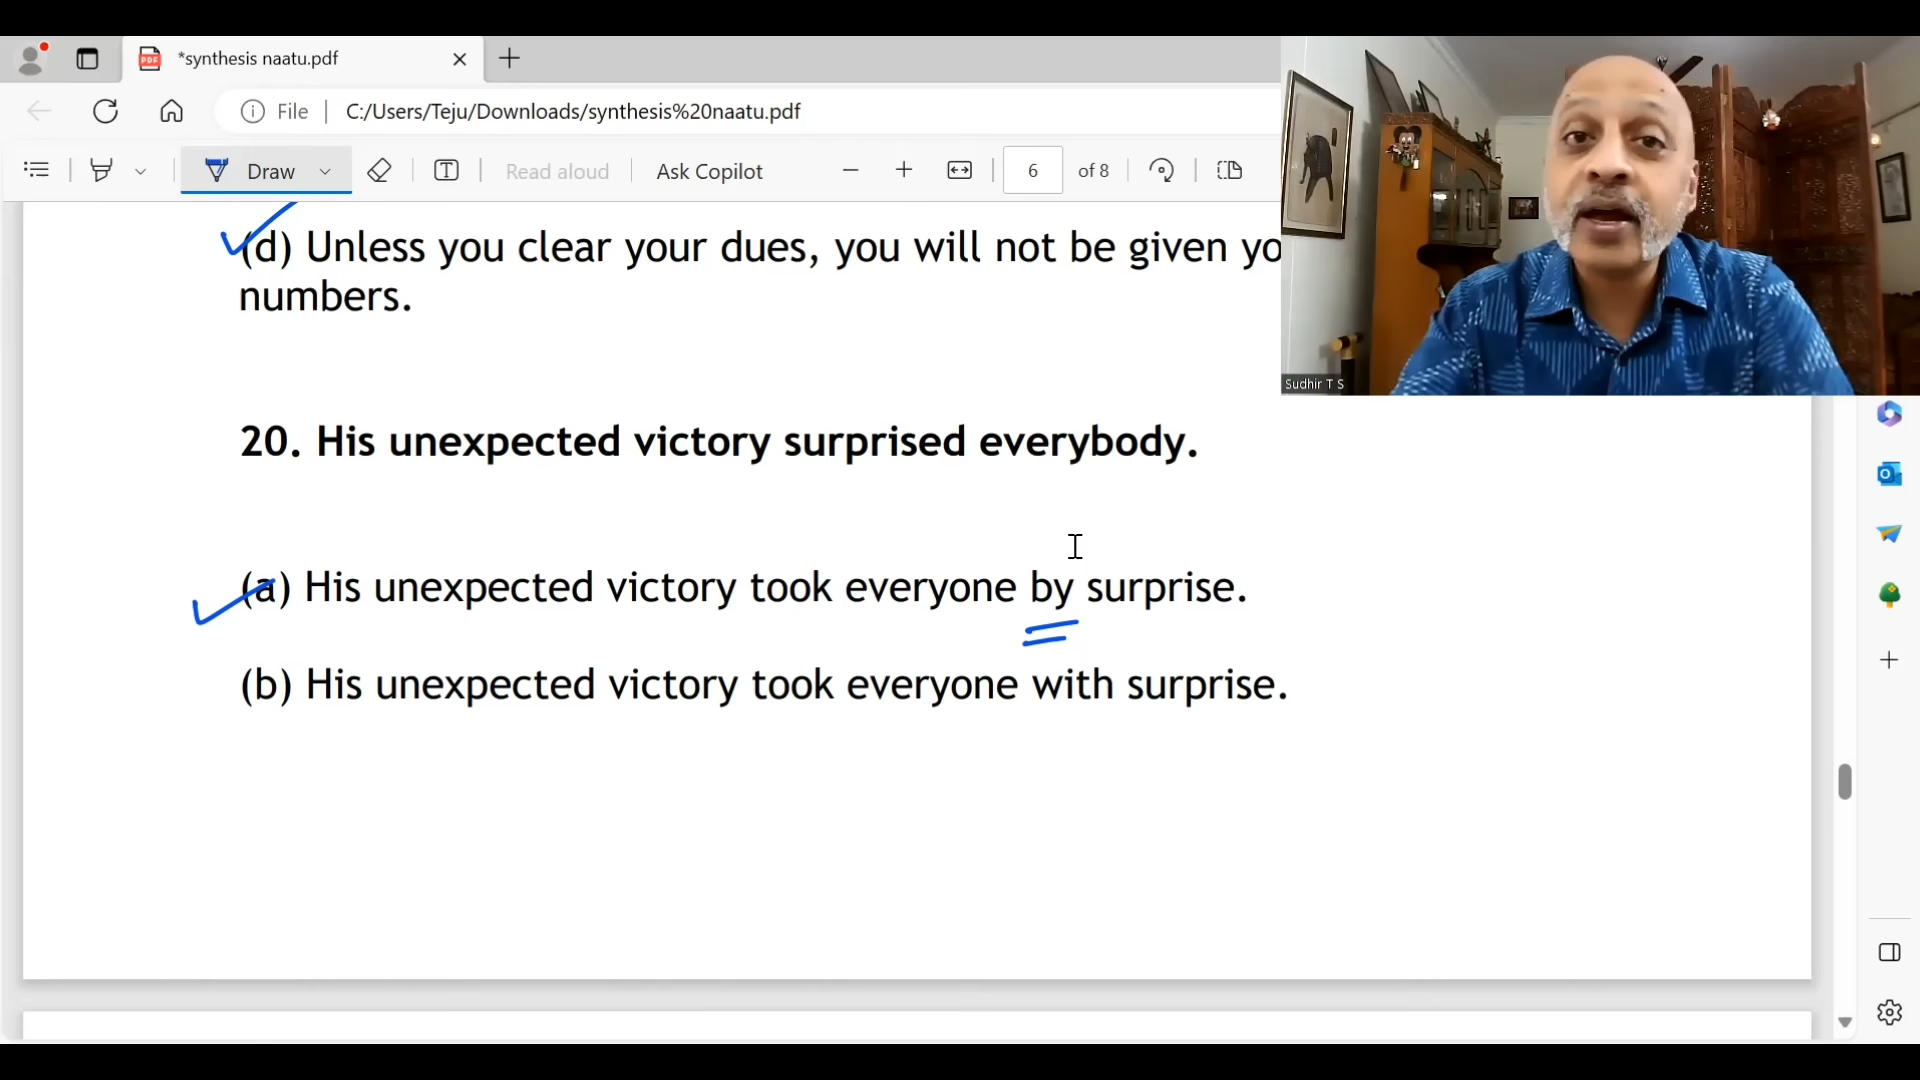 *synthesis naatu.pdf
File
C:/Users/Teju/Downloads/synthesis%20naatu.pdf
Draw
Read aloud
Ask Copilot
6
of 8
(d) Unless you clear your dues, you will not be given yo
numbers.
Sudhir T S
20. His unexpected victory surprised everybody.
(a) His unexpected victory took everyone by surprise.
(b) His unexpected victory took everyone with surprise.